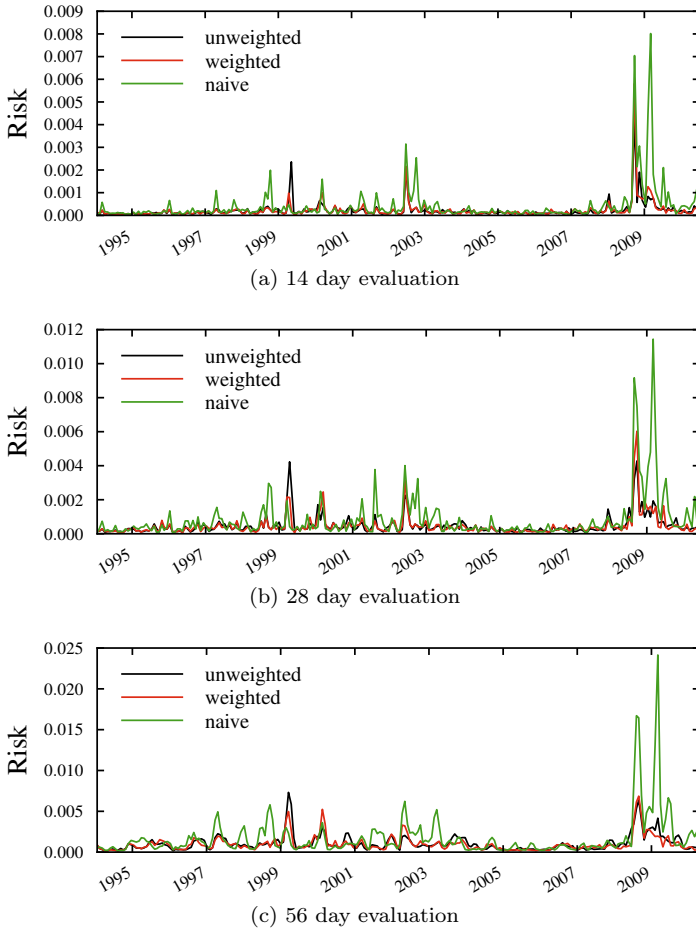 0.009
0.008
0.007
0.006
0.005
0.004
0.003
0.002
0.001
0.000
Risk
unweighted
weighted
naive
1995 1997 1999 2001 2003 2005 2007 2009
(a) 14 day evaluation
0.012
0.010
0.008
0.006
0.004
0.002
0.000
Risk
unweighted
weighted
naive
1995 1997 1999 2001 2003 2005 2007 2009
(b) 28 day evaluation
0.025
0.020
0.015
0.010
0.005
0.000
Risk
unweighted
weighted
naive
1995 1997 1999 2001 2003 2005 2007 2009
(c) 56 day evaluation